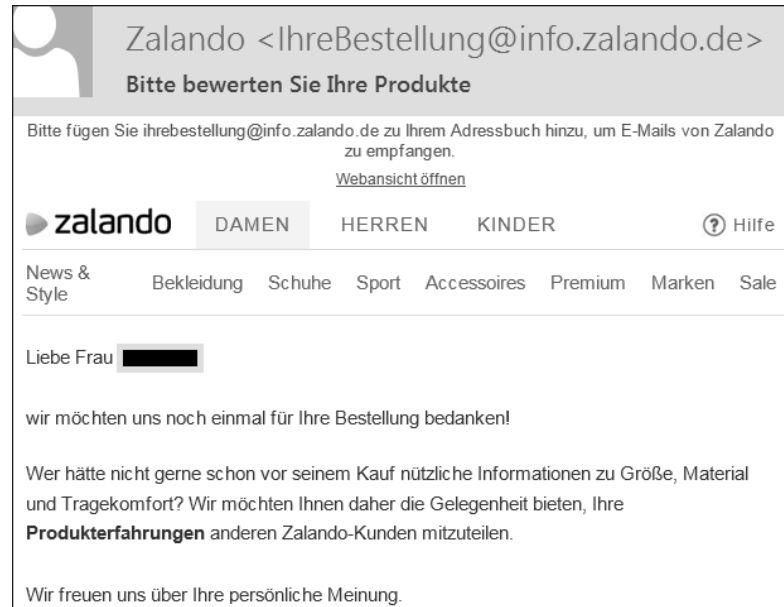 Zalando <IhreBestellung@info.zalando.de>
Bitte bewerten Sie Ihre Produkte
Bitte fügen Sie ihrebestellung@info.zalando.de zu Ihrem Adressbuch hinzu, um E-Mails von Zalando
zu empfangen.
Webansicht öffnen
zalando DAMEN HERREN KINDER ? Hilfe
News &
Style Bekleidung Schuhe Sport Accessoires Premium Marken Sale
Liebe Frau
wir möchten uns noch einmal für Ihre Bestellung bedanken!
Wer hätte nicht gerne schon vor seinem Kauf nützliche Informationen zu Größe, Material
und Tragekomfort? Wir möchten Ihnen daher die Gelegenheit bieten, Ihre
Produkterfahrungen anderen Zalando-Kunden mitzuteilen.
Wir freuen uns über Ihre persönliche Meinung.